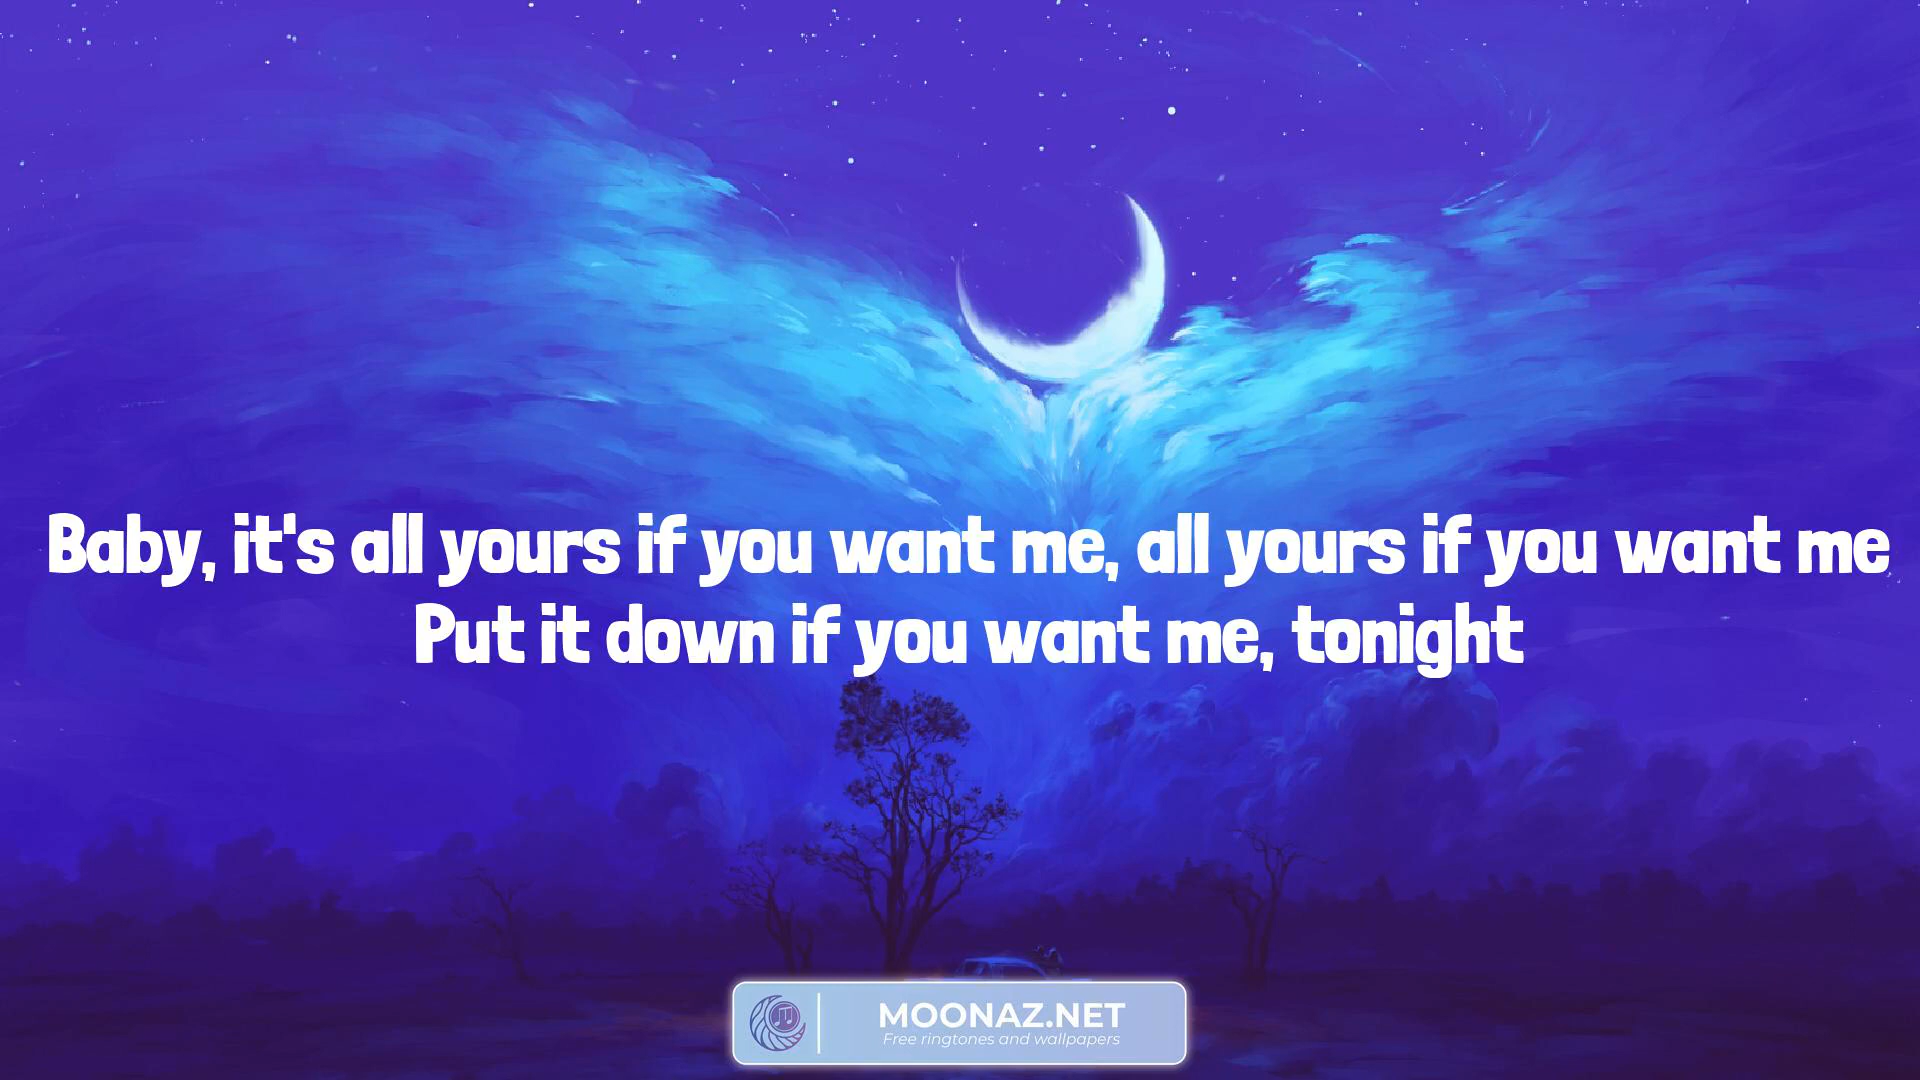 Baby, it's all yours if you want me, all yours if you want me
Put it down if you want me, tonight
MOONAZ.NET
Free ringtones and wallpapers